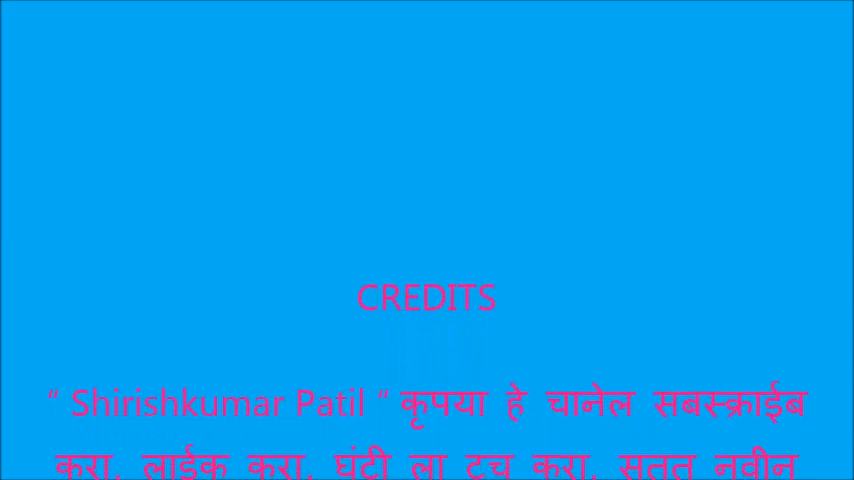 CREDITS
“ Shirishkumar Patil ” कृपया हे चानेल सबस्क्राईब
करा, लाईक करा, घंटी ला टच करा, सतत नवीन